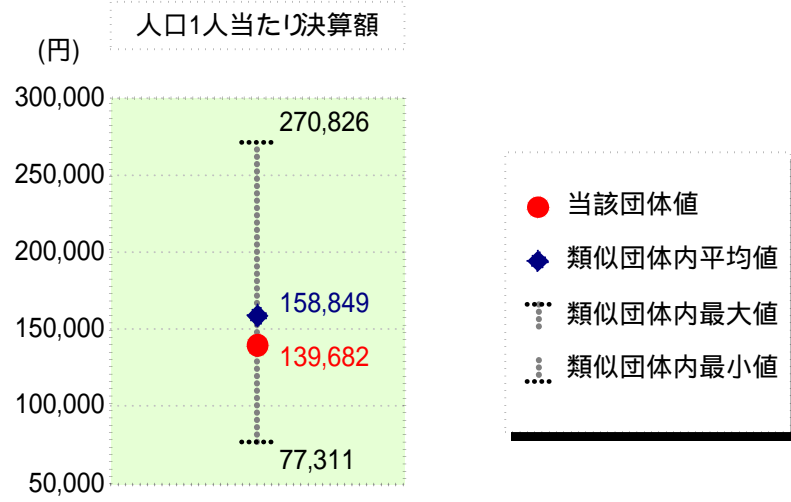 人口1人当たり決算額
(円)
300,000
270,826
250,000
200,000
158,849
150,000
139,682
100,000
77,311
50,000
当該団体値
類似団体内平均値
類似団体内最大値
類似団体内最小値